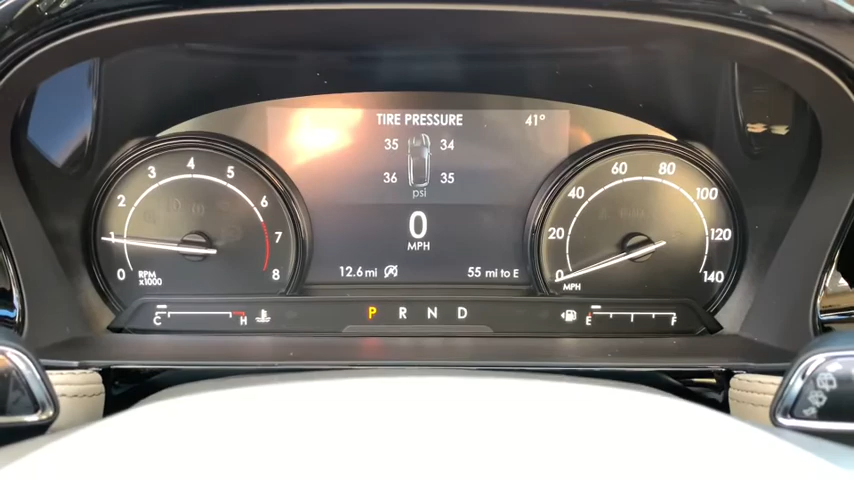 TIRE PRESSURE
41°
35 34
36 35
psi
0
MPH
12.6 mi
55 mi to E
0 1 2 3 4 5 6 7 8
RPM
x1000
0 20 40 60 80 100 120 140
MPH
C H
P R N D
E F